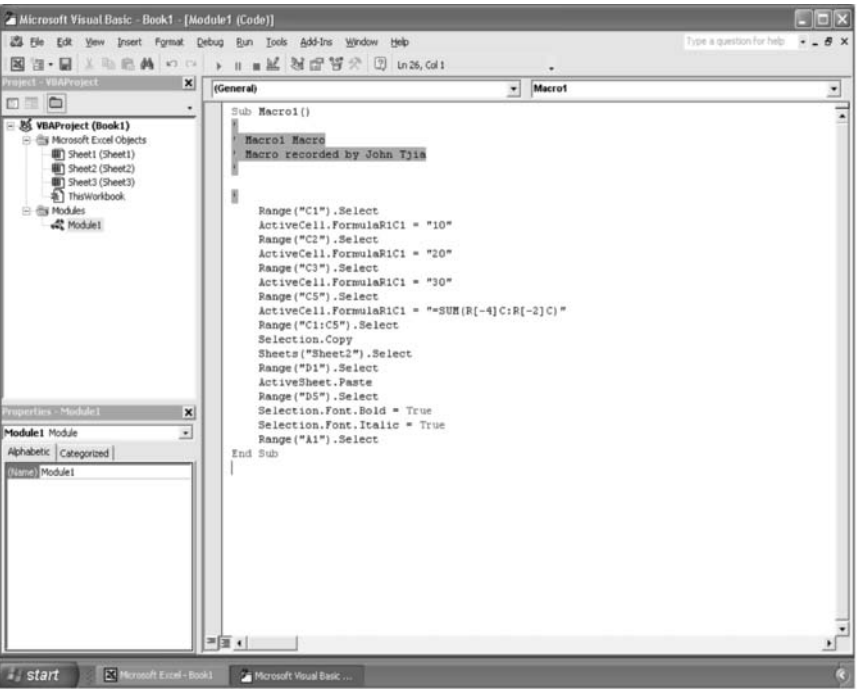 Microsoft Visual Basic - Book1 - [Module1 (Code)]
File Edit View Insert Format Debug Run Tools Add-Ins Window Help
Type a question for help
Ln 26, Col 1
Project - VBAProject
VBAProject (Book1)
Microsoft Excel Objects
Sheet1 (Sheet1)
Sheet2 (Sheet2)
Sheet3 (Sheet3)
ThisWorkbook
Modules
Module1
Properties - Module1
Module1 Module
Alphabetic Categorized
(Name) Module1
(General) Macro1
Sub Macro1()
'
' Macro1 Macro
' Macro recorded by John Tjia
'

'
Range("C1").Select
ActiveCell.FormulaR1C1 = "10"
Range("C2").Select
ActiveCell.FormulaR1C1 = "20"
Range("C3").Select
ActiveCell.FormulaR1C1 = "30"
Range("C5").Select
ActiveCell.FormulaR1C1 = "=SUM(R[-4]C:R[-2]C)"
Range("C1:C5").Select
Selection.Copy
Sheets("Sheet2").Select
Range("D1").Select
ActiveSheet.Paste
Range("D5").Select
Selection.Font.Bold = True
Selection.Font.Italic = True
Range("A1").Select
End Sub
start Microsoft Excel - Book1 Microsoft Visual Basic ...